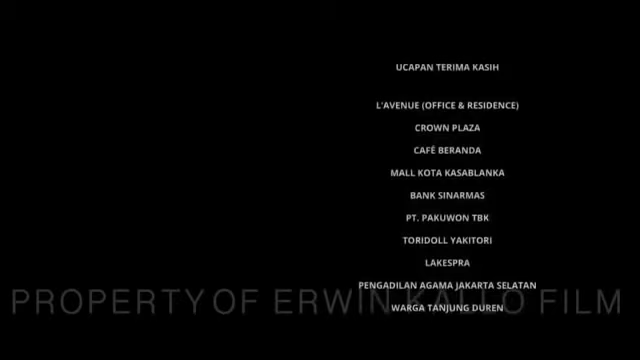 UCAPAN TERIMA KASIH
L'AVENUE (OFFICE & RESIDENCE)
CROWN PLAZA
CAFÉ BERANDA
MALL KOTA KASABLANKA
BANK SINARMAS
PT. PAKUWON TBK
TORIDOLL YAKITORI
LAKESPRA
PENGADILAN AGAMA JAKARTA SELATAN
PROPERTY OF ERWIN KALLO FILM
WARGA TANJUNG DUREN